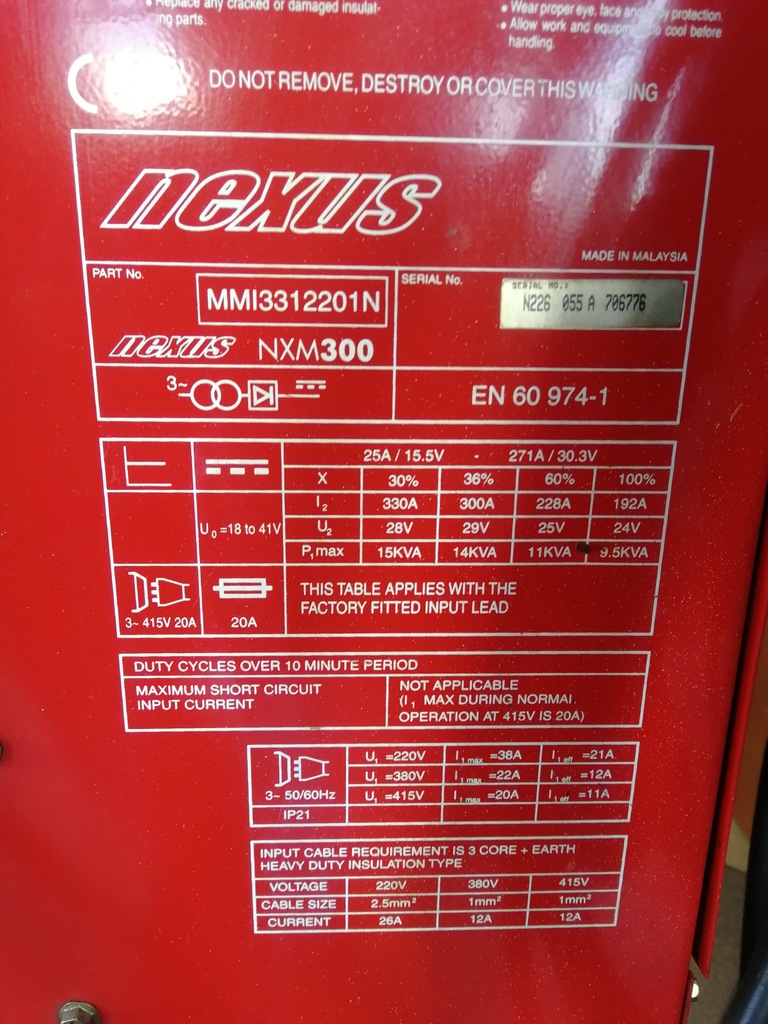 • Replace any cracked or damaged insulat-
ing parts.
• Wear proper eye, face and body protection.
• Allow work and equipment to cool before
handling.
DO NOT REMOVE, DESTROY OR COVER THIS WARNING
nexus
MADE IN MALAYSIA
PART No.
MMI3312201N
SERIAL No.
SERIAL NO.:
N226 055 A 706776
nexus NXM300
3~
EN 60 974-1
25A / 15.5V - 271A / 30.3V
X 30% 36% 60% 100%
I₂ 330A 300A 228A 192A
U₀ =18 to 41V
U₂ 28V 29V 25V 24V
P₁max 15KVA 14KVA 11KVA 9.5KVA
3~ 415V 20A
20A
THIS TABLE APPLIES WITH THE
FACTORY FITTED INPUT LEAD
DUTY CYCLES OVER 10 MINUTE PERIOD
MAXIMUM SHORT CIRCUIT
INPUT CURRENT
NOT APPLICABLE
(I₁ MAX DURING NORMAL
OPERATION AT 415V IS 20A)
3~ 50/60Hz
IP21
U₁ =220V I₁ max =38A I₁ eff =21A
U₁ =380V I₁ max =22A I₁ eff =12A
U₁ =415V I₁ max =20A I₁ eff =11A
INPUT CABLE REQUIREMENT IS 3 CORE + EARTH
HEAVY DUTY INSULATION TYPE
VOLTAGE 220V 380V 415V
CABLE SIZE 2.5mm² 1mm² 1mm²
CURRENT 26A 12A 12A